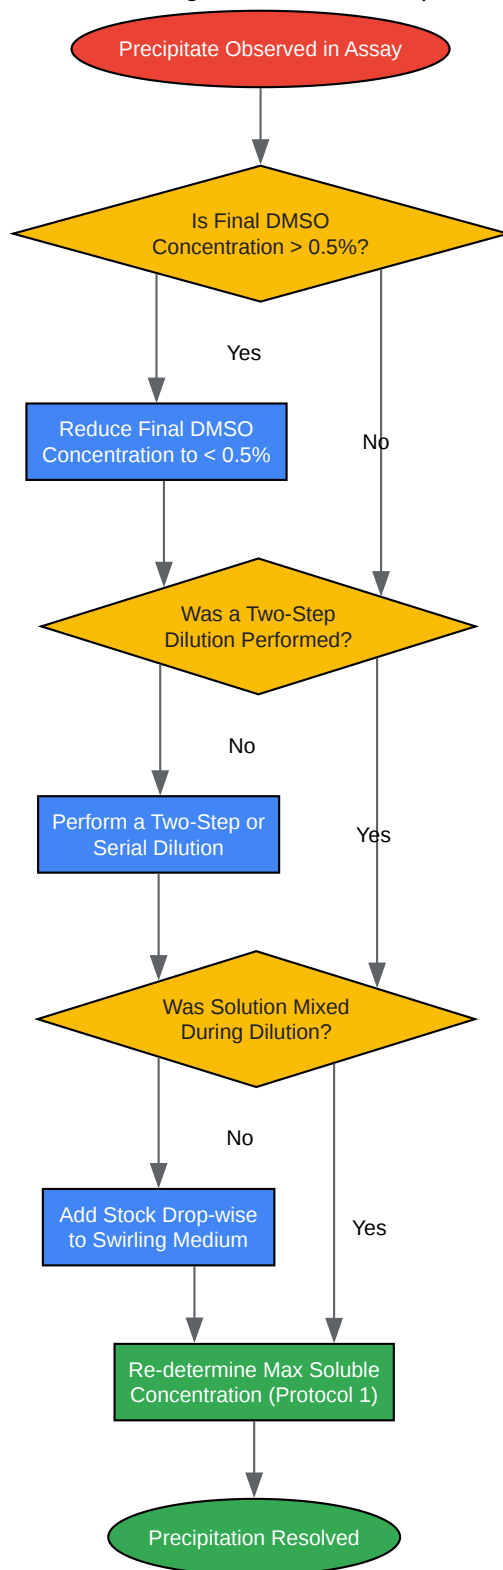 Precipitate Observed in Assay
Is Final DMSO
Concentration > 0.5%?
Yes
Reduce Final DMSO
Concentration to < 0.5%
No
Was a Two-Step
Dilution Performed?
No
Perform a Two-Step or
Serial Dilution
Yes
Was Solution Mixed
During Dilution?
No
Add Stock Drop-wise
to Swirling Medium
Yes
Re-determine Max Soluble
Concentration (Protocol 1)
Precipitation Resolved